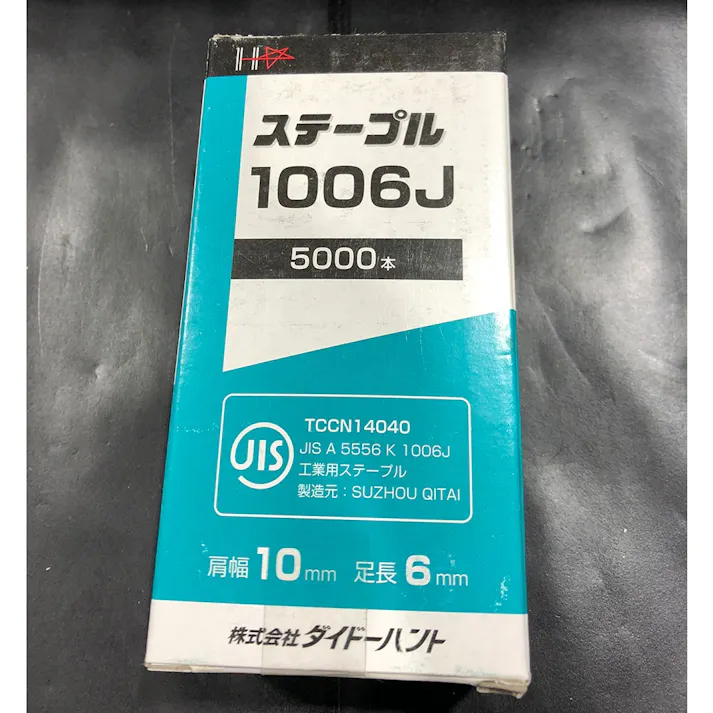 ステープル
1006J
5000本
TCCN14040
JIS A 5556 K 1006J
工業用ステープル
製造元：SUZHOU QITAI
JIS
肩幅 10mm 足長 6mm
株式会社ダイドーハント